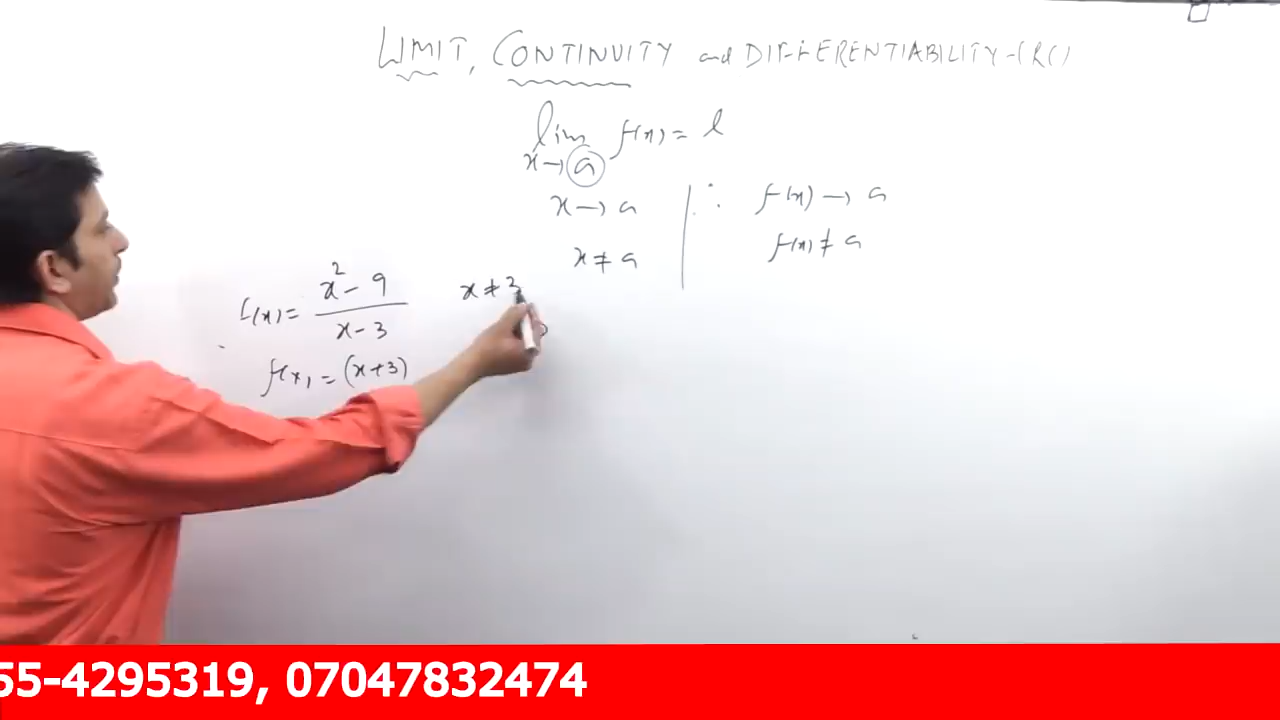 LIMIT, CONTINUITY and DIFFERENTIABILITY-
lim f(x) = l
x→a
x → a | ∴ f(x) → a
x ≠ a f(x) ≠ a
f(x) = x² - 9 / x - 3 x ≠ 3
f(x) = (x+3)
55-4295319, 07047832474